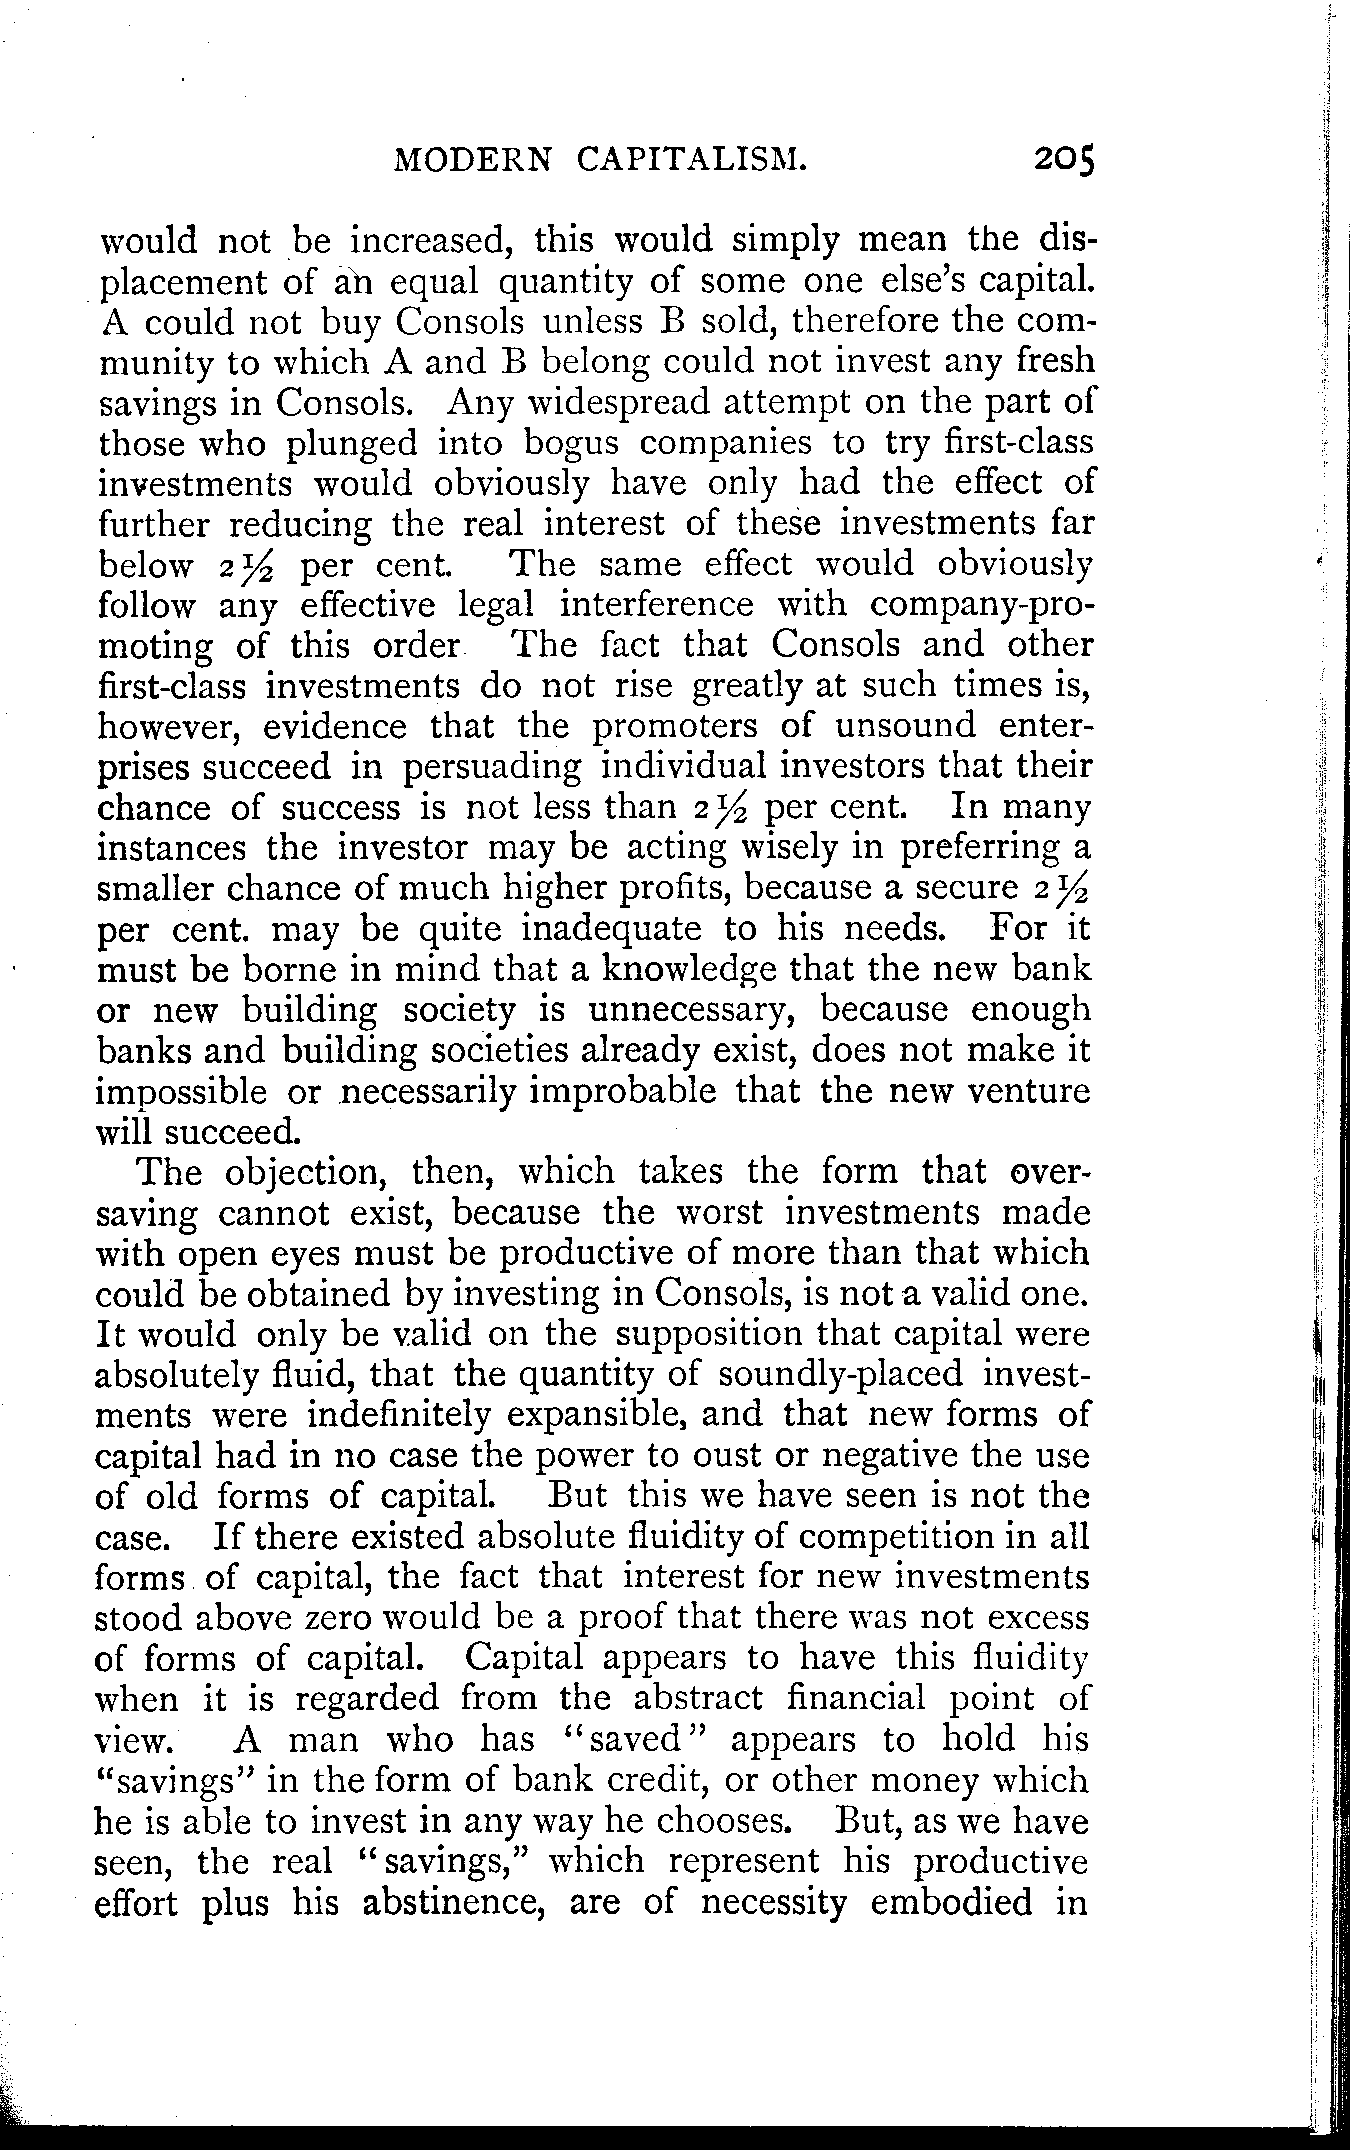 MODERN CAPITALISM. 205
would not be increased, this would simply mean the dis-
placement of an equal quantity of some one else's capital.
A could not buy Consols unless B sold, therefore the com-
munity to which A and B belong could not invest any fresh
savings in Consols. Any widespread attempt on the part of
those who plunged into bogus companies to try first-class
investments would obviously have only had the effect of
further reducing the real interest of these investments far
below 2½ per cent. The same effect would obviously
follow any effective legal interference with company-pro-
moting of this order The fact that Consols and other
first-class investments do not rise greatly at such times is,
however, evidence that the promoters of unsound enter-
prises succeed in persuading individual investors that their
chance of success is not less than 2½ per cent. In many
instances the investor may be acting wisely in preferring a
smaller chance of much higher profits, because a secure 2½
per cent. may be quite inadequate to his needs. For it
must be borne in mind that a knowledge that the new bank
or new building society is unnecessary, because enough
banks and building societies already exist, does not make it
impossible or necessarily improbable that the new venture
will succeed.
The objection, then, which takes the form that over-
saving cannot exist, because the worst investments made
with open eyes must be productive of more than that which
could be obtained by investing in Consols, is not a valid one.
It would only be valid on the supposition that capital were
absolutely fluid, that the quantity of soundly-placed invest-
ments were indefinitely expansible, and that new forms of
capital had in no case the power to oust or negative the use
of old forms of capital. But this we have seen is not the
case. If there existed absolute fluidity of competition in all
forms of capital, the fact that interest for new investments
stood above zero would be a proof that there was not excess
of forms of capital. Capital appears to have this fluidity
when it is regarded from the abstract financial point of
view. A man who has "saved" appears to hold his
"savings" in the form of bank credit, or other money which
he is able to invest in any way he chooses. But, as we have
seen, the real "savings," which represent his productive
effort plus his abstinence, are of necessity embodied in